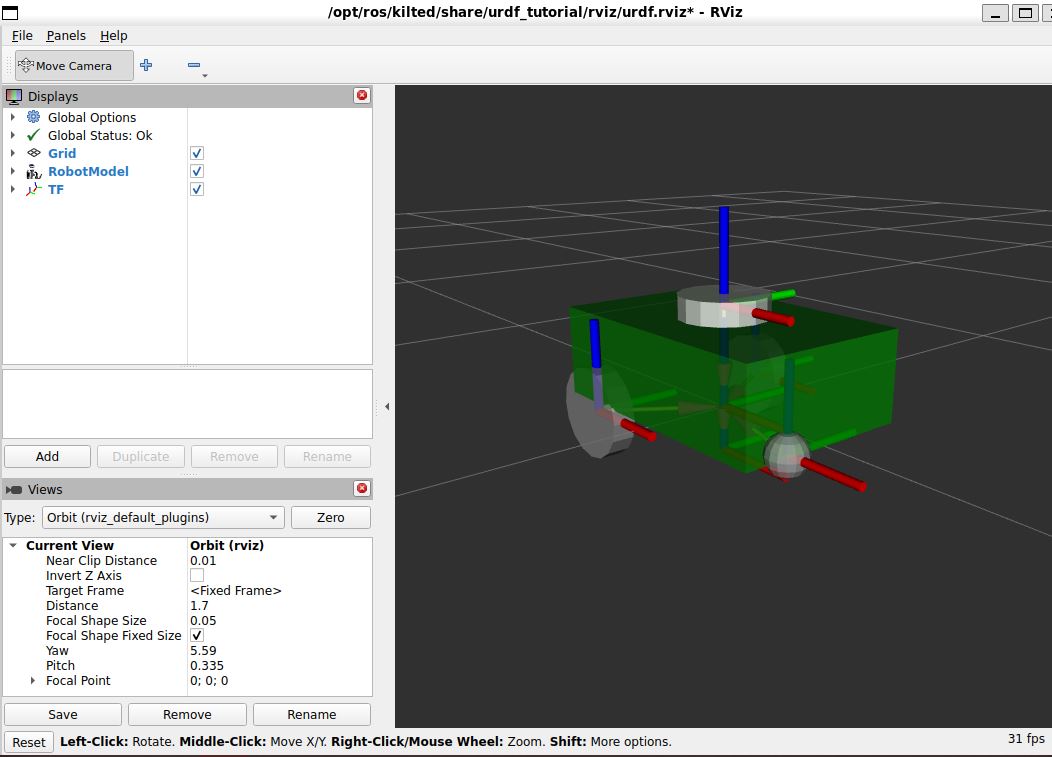 /opt/ros/kilted/share/urdf_tutorial/rviz/urdf.rviz* - RViz
File Panels Help
Move Camera
Displays
Global Options
Global Status: Ok
Grid
RobotModel
TF
Add Duplicate Remove Rename
Views
Type: Orbit (rviz_default_plugins) Zero
Current View Orbit (rviz)
Near Clip Distance 0.01
Invert Z Axis
Target Frame <Fixed Frame>
Distance 1.7
Focal Shape Size 0.05
Focal Shape Fixed Size
Yaw 5.59
Pitch 0.335
Focal Point 0; 0; 0
Save Remove Rename
Reset Left-Click: Rotate. Middle-Click: Move X/Y. Right-Click/Mouse Wheel: Zoom. Shift: More options. 31 fps